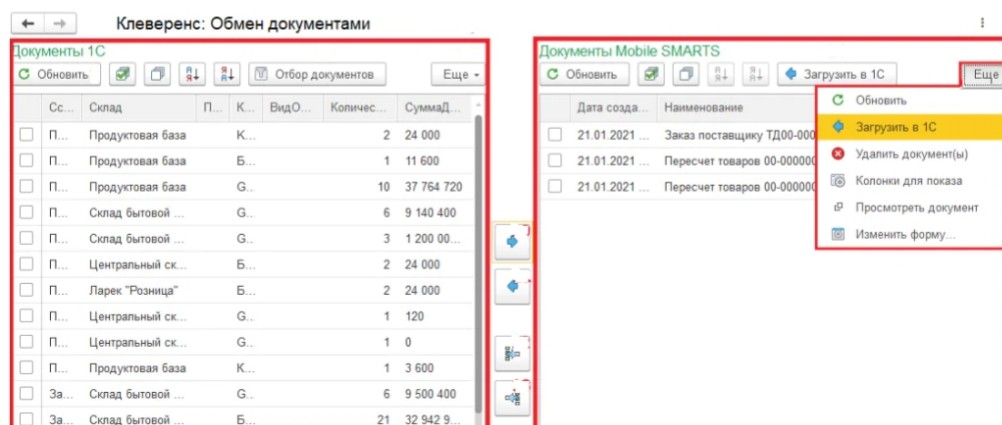 Клеверенс: Обмен документами
Документы 1С
Обновить
Отбор документов
Еще
Сс... Склад П... К... ВидО... Количес... СуммаД...
П... Продуктовая база К... 2 24 000
П... Продуктовая база Б... 1 11 600
П... Продуктовая база G... 10 37 764 720
П... Склад бытовой ... G... 6 9 140 400
П... Склад бытовой ... G... 3 1 200 00...
П... Центральный ск... Б... 2 24 000
П... Ларек "Розница" Б... 2 24 000
П... Центральный ск... G... 1 120
П... Центральный ск... G... 1 0
П... Продуктовая база К... 1 3 600
За... Склад бытовой ... G... 6 9 500 400
За... Склад бытовой ... Б... 21 32 942 9...
Документы Mobile SMARTS
Обновить
Загрузить в 1С
Еще
Дата созда... Наименование
21.01.2021 ... Заказ поставщику ТД00-000
21.01.2021 ... Пересчет товаров 00-000000
21.01.2021 ... Пересчет товаров 00-000000
Обновить
Загрузить в 1С
Удалить документ(ы)
Колонки для показа
Просмотреть документ
Изменить форму...